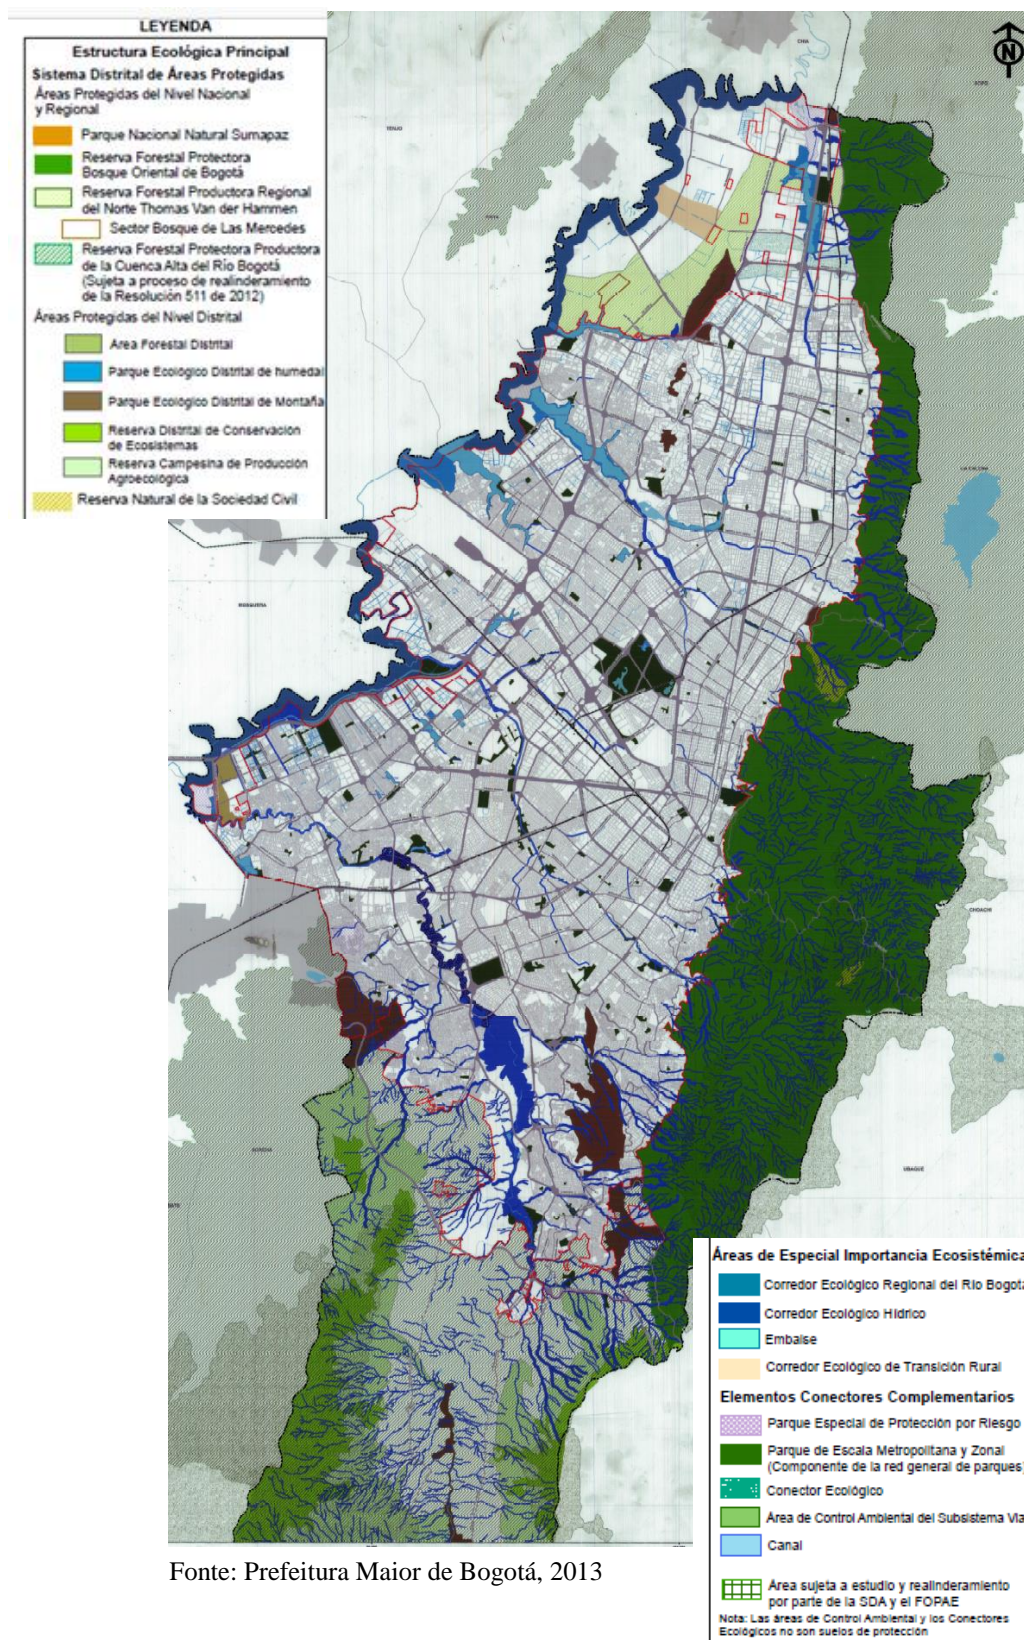 LEYENDA
Estructura Ecológica Principal
Sistema Distrital de Áreas Protegidas
Áreas Protegidas del Nivel Nacional
y Regional
Parque Nacional Natural Sumapaz
Reserva Forestal Protectora
Bosque Oriental de Bogotá
Reserva Forestal Productora Regional
del Norte Thomas Van der Hammen
Sector Bosque de Las Mercedes
Reserva Forestal Protectora Productora
de la Cuenca Alta del Río Bogotá
(Sujeta a proceso de realinderamiento
de la Resolución 511 de 2012)
Áreas Protegidas del Nivel Distrital
Area Forestal Distrital
Parque Ecológico Distrital de humedal
Parque Ecológico Distrital de Montaña
Reserva Distrital de Conservación
de Ecosistemas
Reserva Campesina de Producción
Agroecológica
Reserva Natural de la Sociedad Civil
N
CHIA
SOPO
TENJO
LA CALERA
CHOACHI
UBAQUE
SOACHA
Áreas de Especial Importancia Ecosistémica
Corredor Ecológico Regional del Río Bogotá
Corredor Ecológico Hídrico
Embalse
Corredor Ecológico de Transición Rural
Elementos Conectores Complementarios
Parque Especial de Protección por Riesgo
Parque de Escala Metropolitana y Zonal
(Componente de la red general de parques)
Conector Ecológico
Área de Control Ambiental del Subsistema Vial
Canal
Área sujeta a estudio y realinderamiento
por parte de la SDA y el FOPAE
Nota: Las áreas de Control Ambiental y los Conectores
Ecológicos no son suelos de protección
Fonte: Prefeitura Maior de Bogotá, 2013